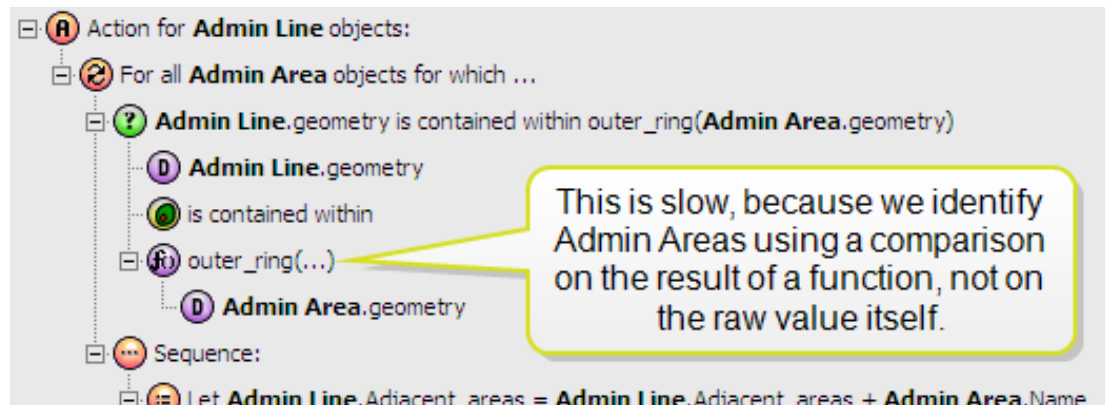 A Action for Admin Line objects:
For all Admin Area objects for which ...
? Admin Line.geometry is contained within outer_ring(Admin Area.geometry)
D Admin Line.geometry
is contained within
f() outer_ring(...)
D Admin Area.geometry
This is slow, because we identify
Admin Areas using a comparison
on the result of a function, not on
the raw value itself.
Sequence:
Let Admin Line.Adjacent_areas = Admin Line.Adjacent_areas + Admin Area.Name